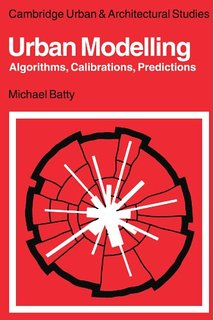 Cambridge Urban & Architectural Studies
Urban Modelling
Algorithms, Calibrations, Predictions
Michael Batty